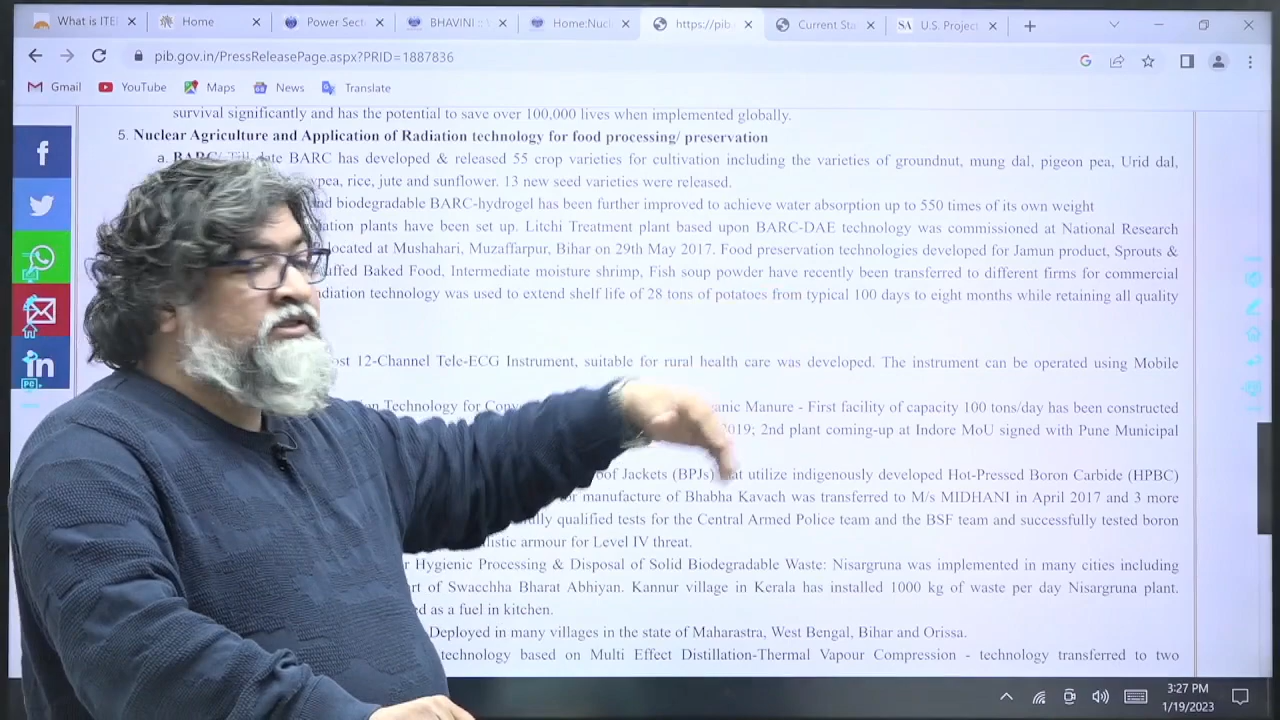 What is ITEI
Home
Power Sect
BHAVINI ::
Home:Nucl
https://pib.
Current Sta
SA U.S. Project
pib.gov.in/PressReleasePage.aspx?PRID=1887836
Gmail YouTube Maps News Translate
survival significantly and has the potential to save over 100,000 lives when implemented globally.
5. Nuclear Agriculture and Application of Radiation technology for food processing/ preservation
a. BARC: Till date BARC has developed & released 55 crop varieties for cultivation including the varieties of groundnut, mung dal, pigeon pea, Urid dal,
rice, jute and sunflower. 13 new seed varieties were released.
biodegradable BARC-hydrogel has been further improved to achieve water absorption up to 550 times of its own weight
plants have been set up. Litchi Treatment plant based upon BARC-DAE technology was commissioned at National Research
located at Mushahari, Muzaffarpur, Bihar on 29th May 2017. Food preservation technologies developed for Jamun product, Sprouts &
Baked Food, Intermediate moisture shrimp, Fish soup powder have recently been transferred to different firms for commercial
technology was used to extend shelf life of 28 tons of potatoes from typical 100 days to eight months while retaining all quality
12-Channel Tele-ECG Instrument, suitable for rural health care was developed. The instrument can be operated using Mobile
Technology for Manure - First facility of capacity 100 tons/day has been constructed
2019; 2nd plant coming-up at Indore MoU signed with Pune Municipal
Jackets (BPJs) that utilize indigenously developed Hot-Pressed Boron Carbide (HPBC)
manufacture of Bhabha Kavach was transferred to M/s MIDHANI in April 2017 and 3 more
qualified tests for the Central Armed Police team and the BSF team and successfully tested boron
armour for Level IV threat.
Hygienic Processing & Disposal of Solid Biodegradable Waste: Nisargruna was implemented in many cities including
of Swacchha Bharat Abhiyan. Kannur village in Kerala has installed 1000 kg of waste per day Nisargruna plant.
as a fuel in kitchen.
Deployed in many villages in the state of Maharastra, West Bengal, Bihar and Orissa.
technology based on Multi Effect Distillation-Thermal Vapour Compression - technology transferred to two
3:27 PM
1/19/2023